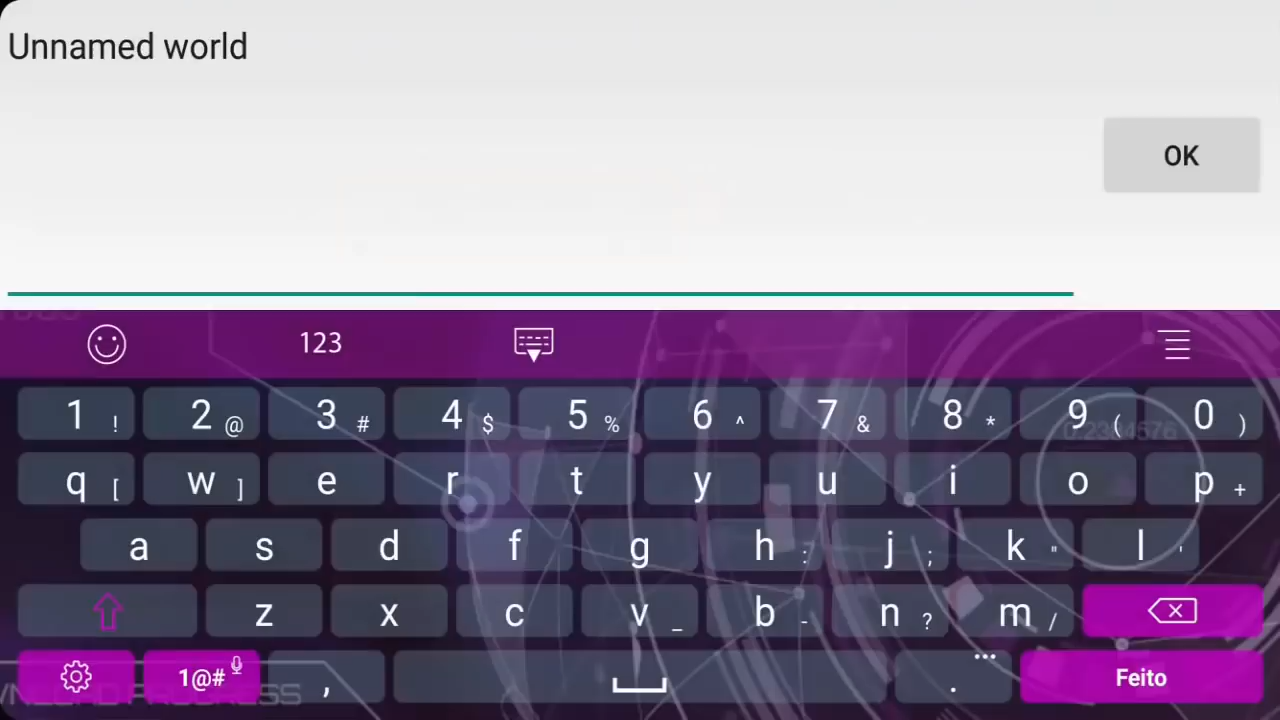 Unnamed world
OK
123
1 ! 2 @ 3 # 4 $ 5 % 6 ^ 7 & 8 * 9 ( 0 )
q [ w ] e r t y u i o p +
a s d f g h : j ; k " l '
z x c v _ b - n ? m /
1@# , . ... Feito